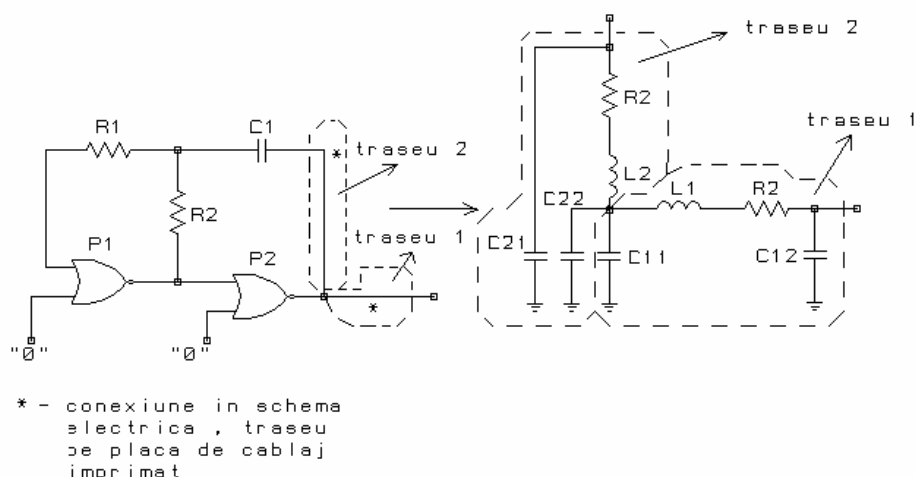 traseu 2
R2
traseu 1
R1
C1
*
traseu 2
L2
L1
R2
R2
C22
traseu 1
P1
P2
C21
C11
C12
*
"0"
"0"
* - conexiune in schema
electrica , traseu
pe placa de cablaj
imprimat